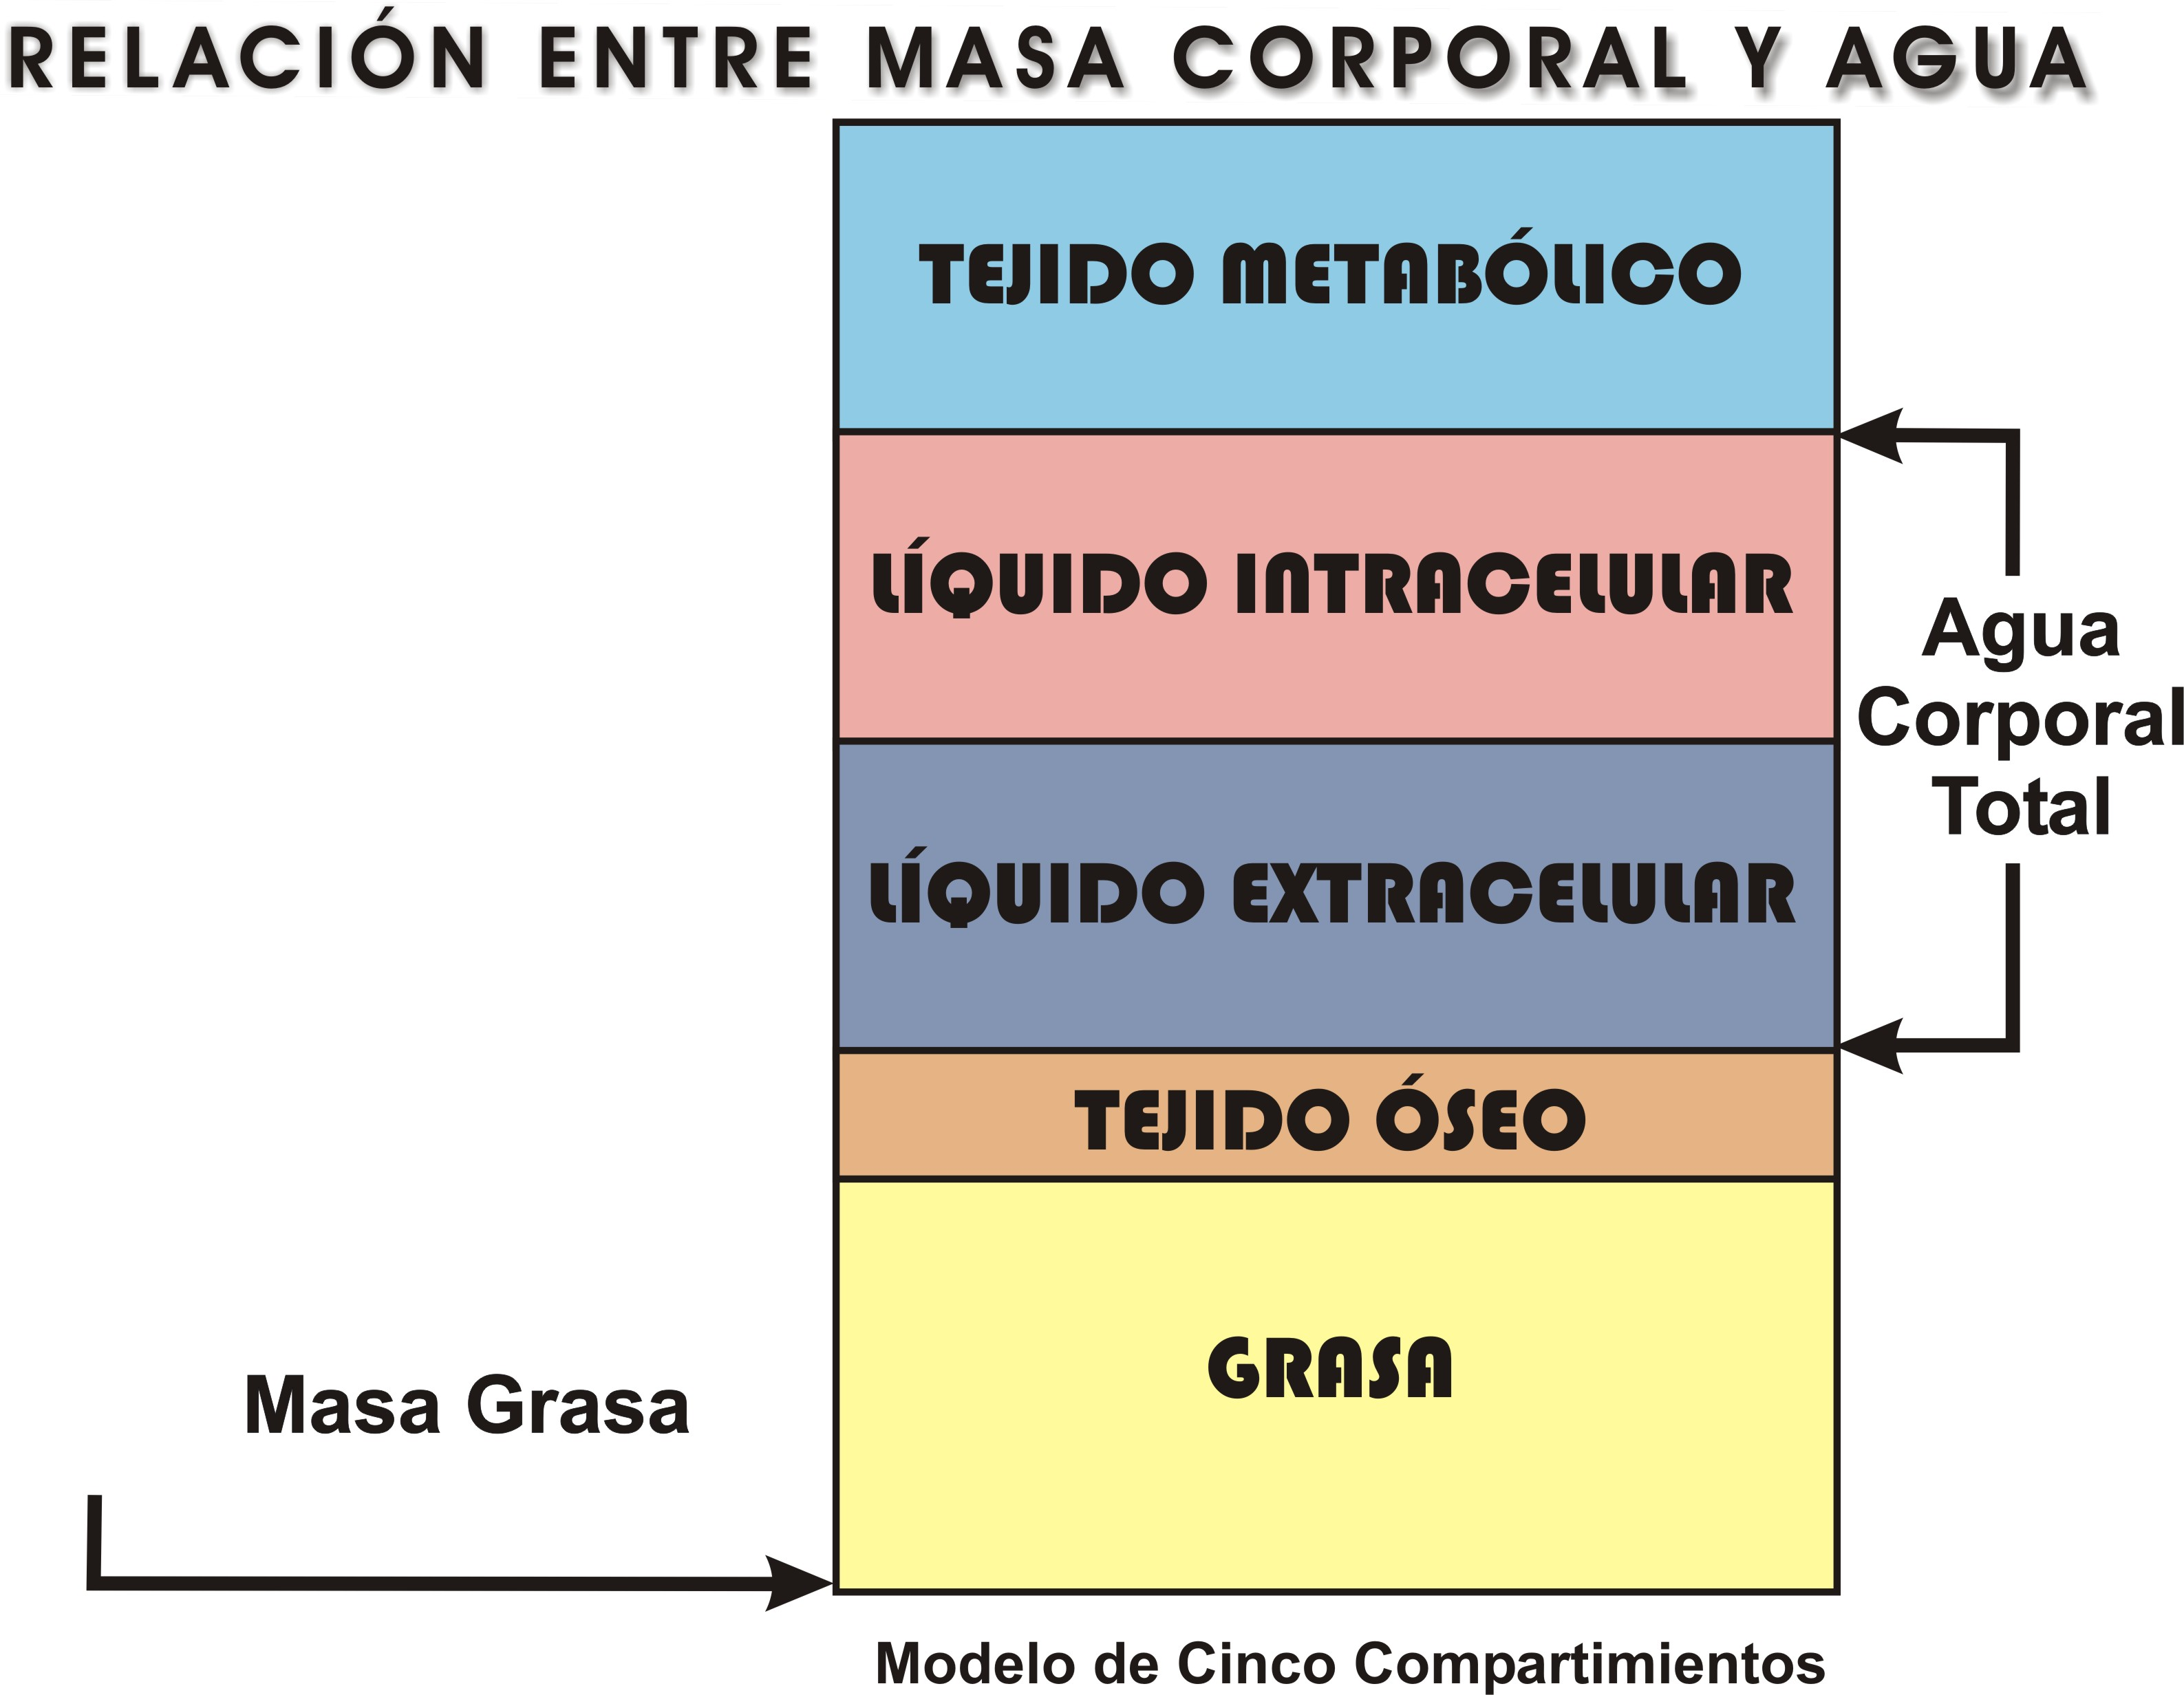 RELACIÓN ENTRE MASA CORPORAL Y AGUA
TEJIDO METABÓLICO
LÍQUIDO INTRACELULAR
Agua
Corporal
Total
LÍQUIDO EXTRACELULAR
TEJIDO ÓSEO
GRASA
Masa Grasa
Modelo de Cinco Compartimientos